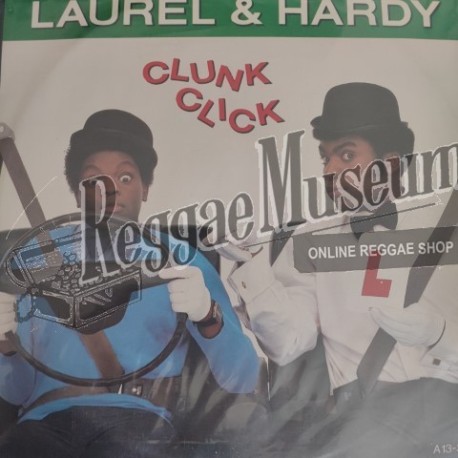 LAUREL & HARDY
CLUNK
CLICK
Reggae Museum
ONLINE REGGAE SHOP
L
A13-